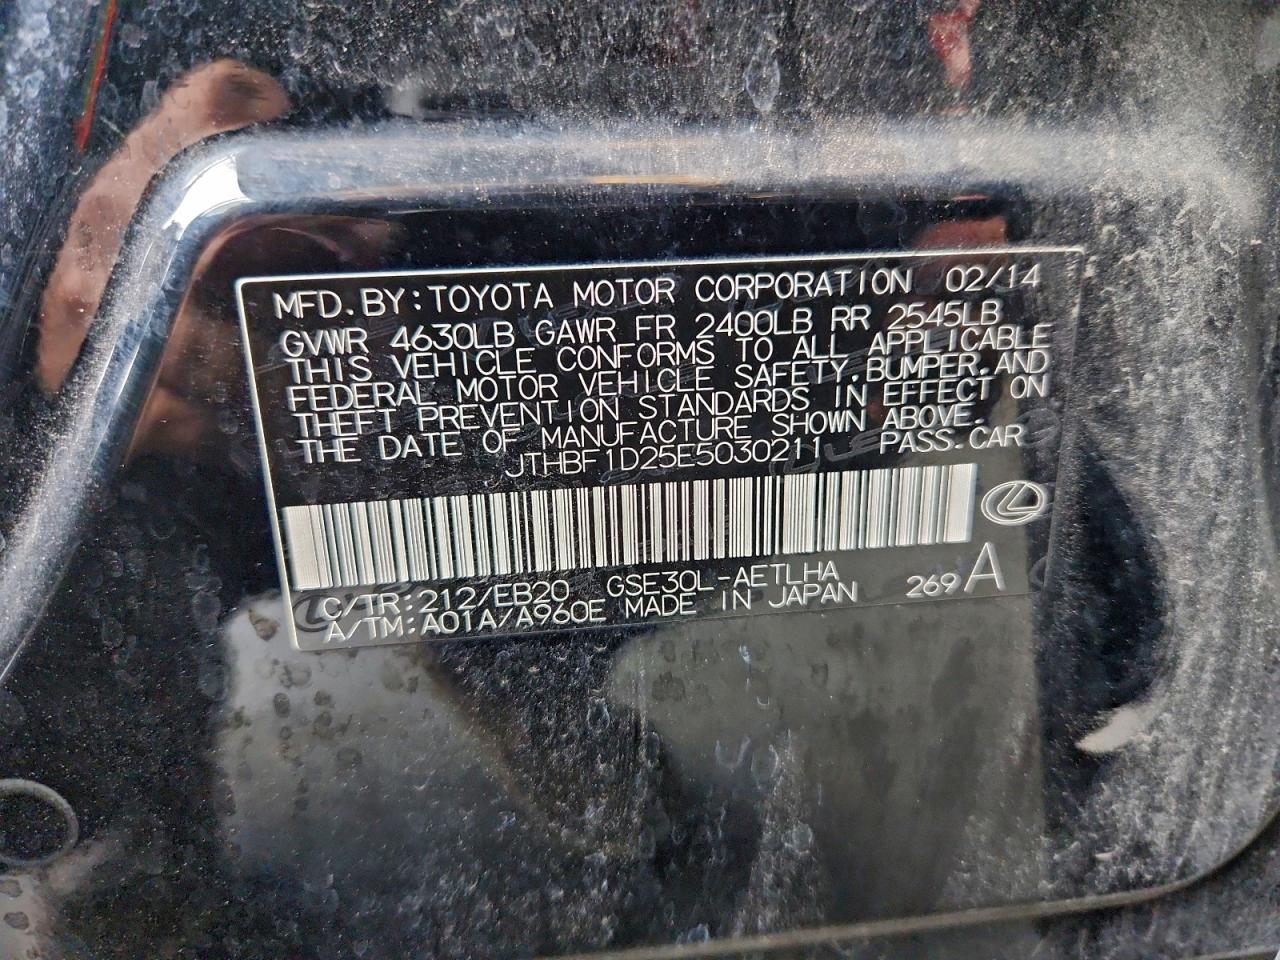 MFD.BY:TOYOTA MOTOR CORPORATION 02/14
GVWR 4630LB GAWR FR 2400LB RR 2545LB
THIS VEHICLE CONFORMS TO ALL APPLICABLE
FEDERAL MOTOR VEHICLE SAFETY,BUMPER,AND
THEFT PREVENTION STANDARDS IN EFFECT ON
THE DATE OF MANUFACTURE SHOWN ABOVE.
JTHBF1D25E5030211 PASS.CAR
C/TR:212/EB20 GSE30L-AETLHA
A/TM:A01A/A960E MADE IN JAPAN 269 A